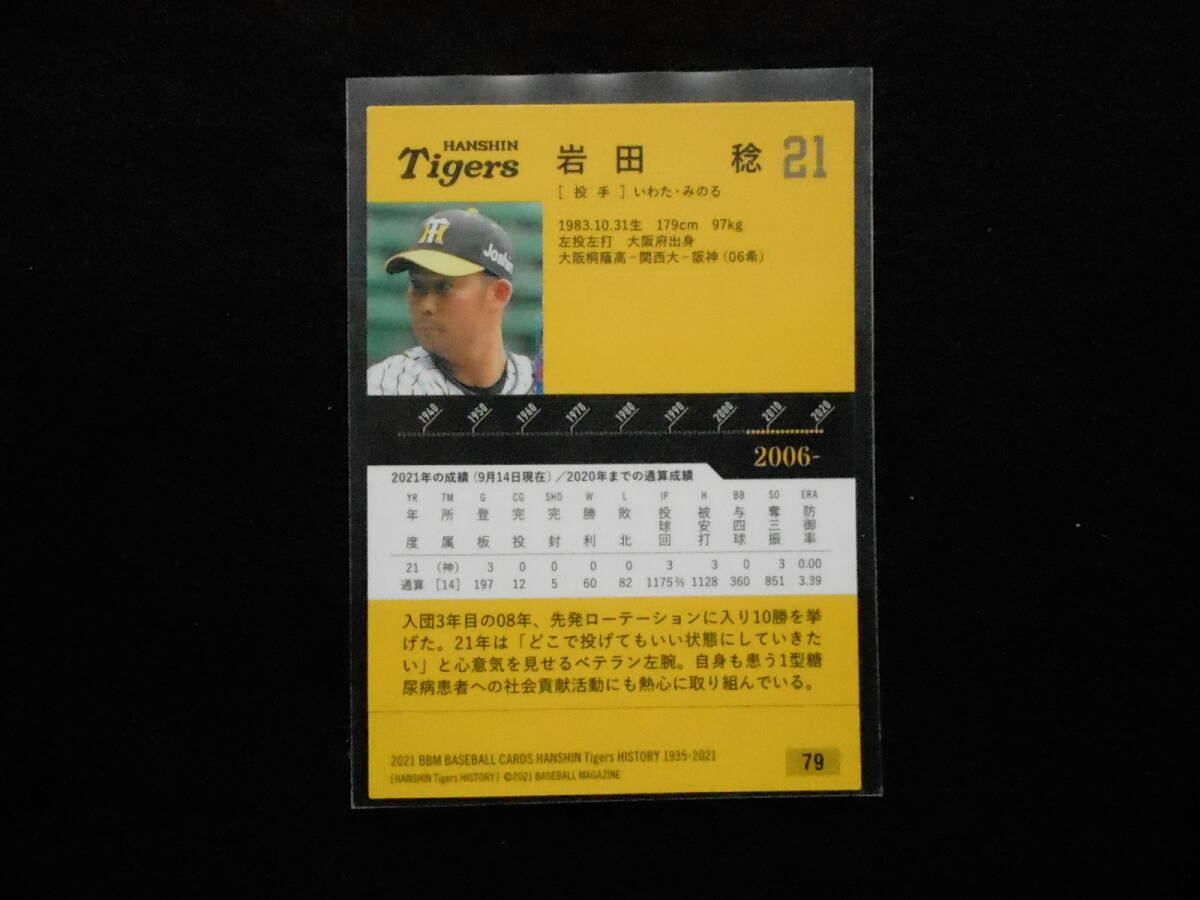 HANSHIN
Tigers
岩田 稔 21
[投手] いわた・みのる
1983.10.31生 179cm 97kg
左投左打 大阪府出身
大阪桐蔭高－関西大－阪神(06希)
1940 1950 1960 1970 1980 1990 2000 2010 2020
2006-
2021年の成績(9月14日現在)／2020年までの通算成績
YR TM G CG SHO W L IP H BB SO ERA
年度 所属 登板 完投 完封 勝利 敗北 投球回 被安打 与四球 奪三振 防御率
21 (神) 3 0 0 0 0 3 3 0 3 0.00
通算 [14] 197 12 5 60 82 1175⅔ 1128 360 851 3.39
入団3年目の08年、先発ローテーションに入り10勝を挙
げた。21年は「どこで投げてもいい状態にしていきた
い」と心意気を見せるベテラン左腕。自身も患う1型糖
尿病患者への社会貢献活動にも熱心に取り組んでいる。
2021 BBM BASEBALL CARDS HANSHIN Tigers HISTORY 1935-2021
[HANSHIN Tigers HISTORY] ©2021 BASEBALL MAGAZINE
79